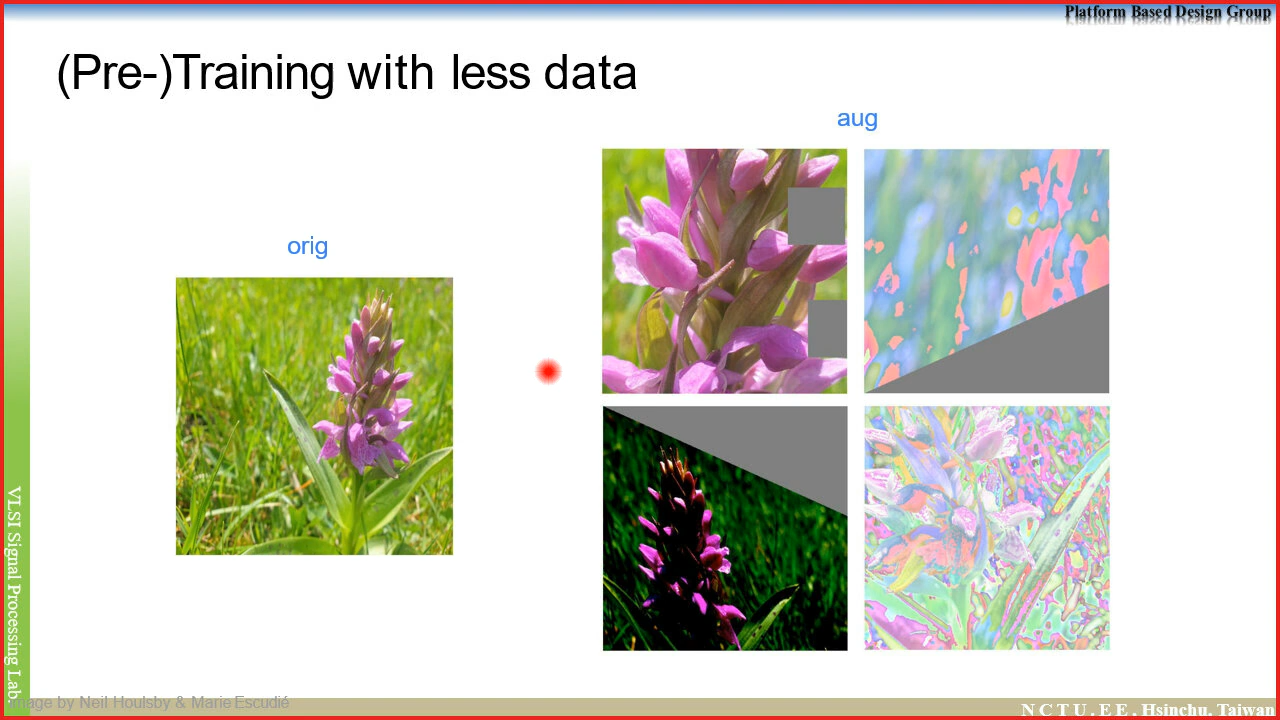 Platform Based Design Group
(Pre-)Training with less data
aug
orig
VLSI Signal Processing Lab.
Image by Neil Houlsby & Marie Escudié
N C T U . E E , Hsinchu, Taiwan